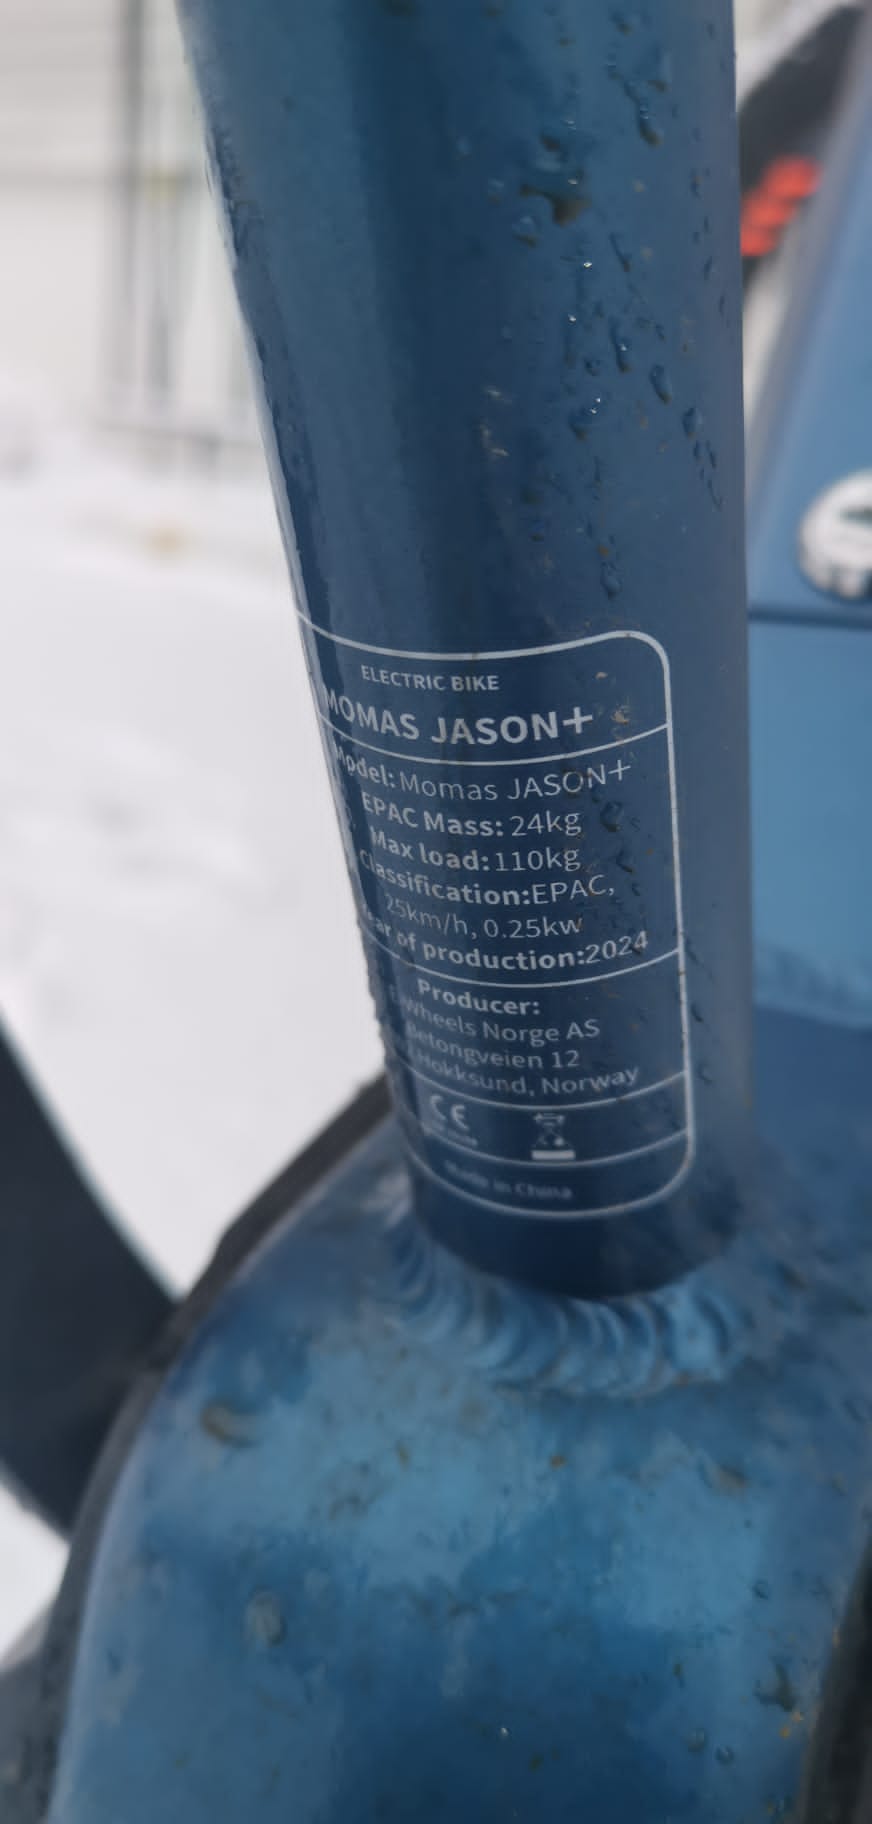 ELECTRIC BIKE
MOMAS JASON+
Model: Momas JASON+
EPAC Mass: 24kg
Max load:110kg
Classification:EPAC,
25km/h, 0.25kw
Year of production:2024
Producer:
Wheels Norge AS
Betongveien 12
Hokksund, Norway
CE
Made in China